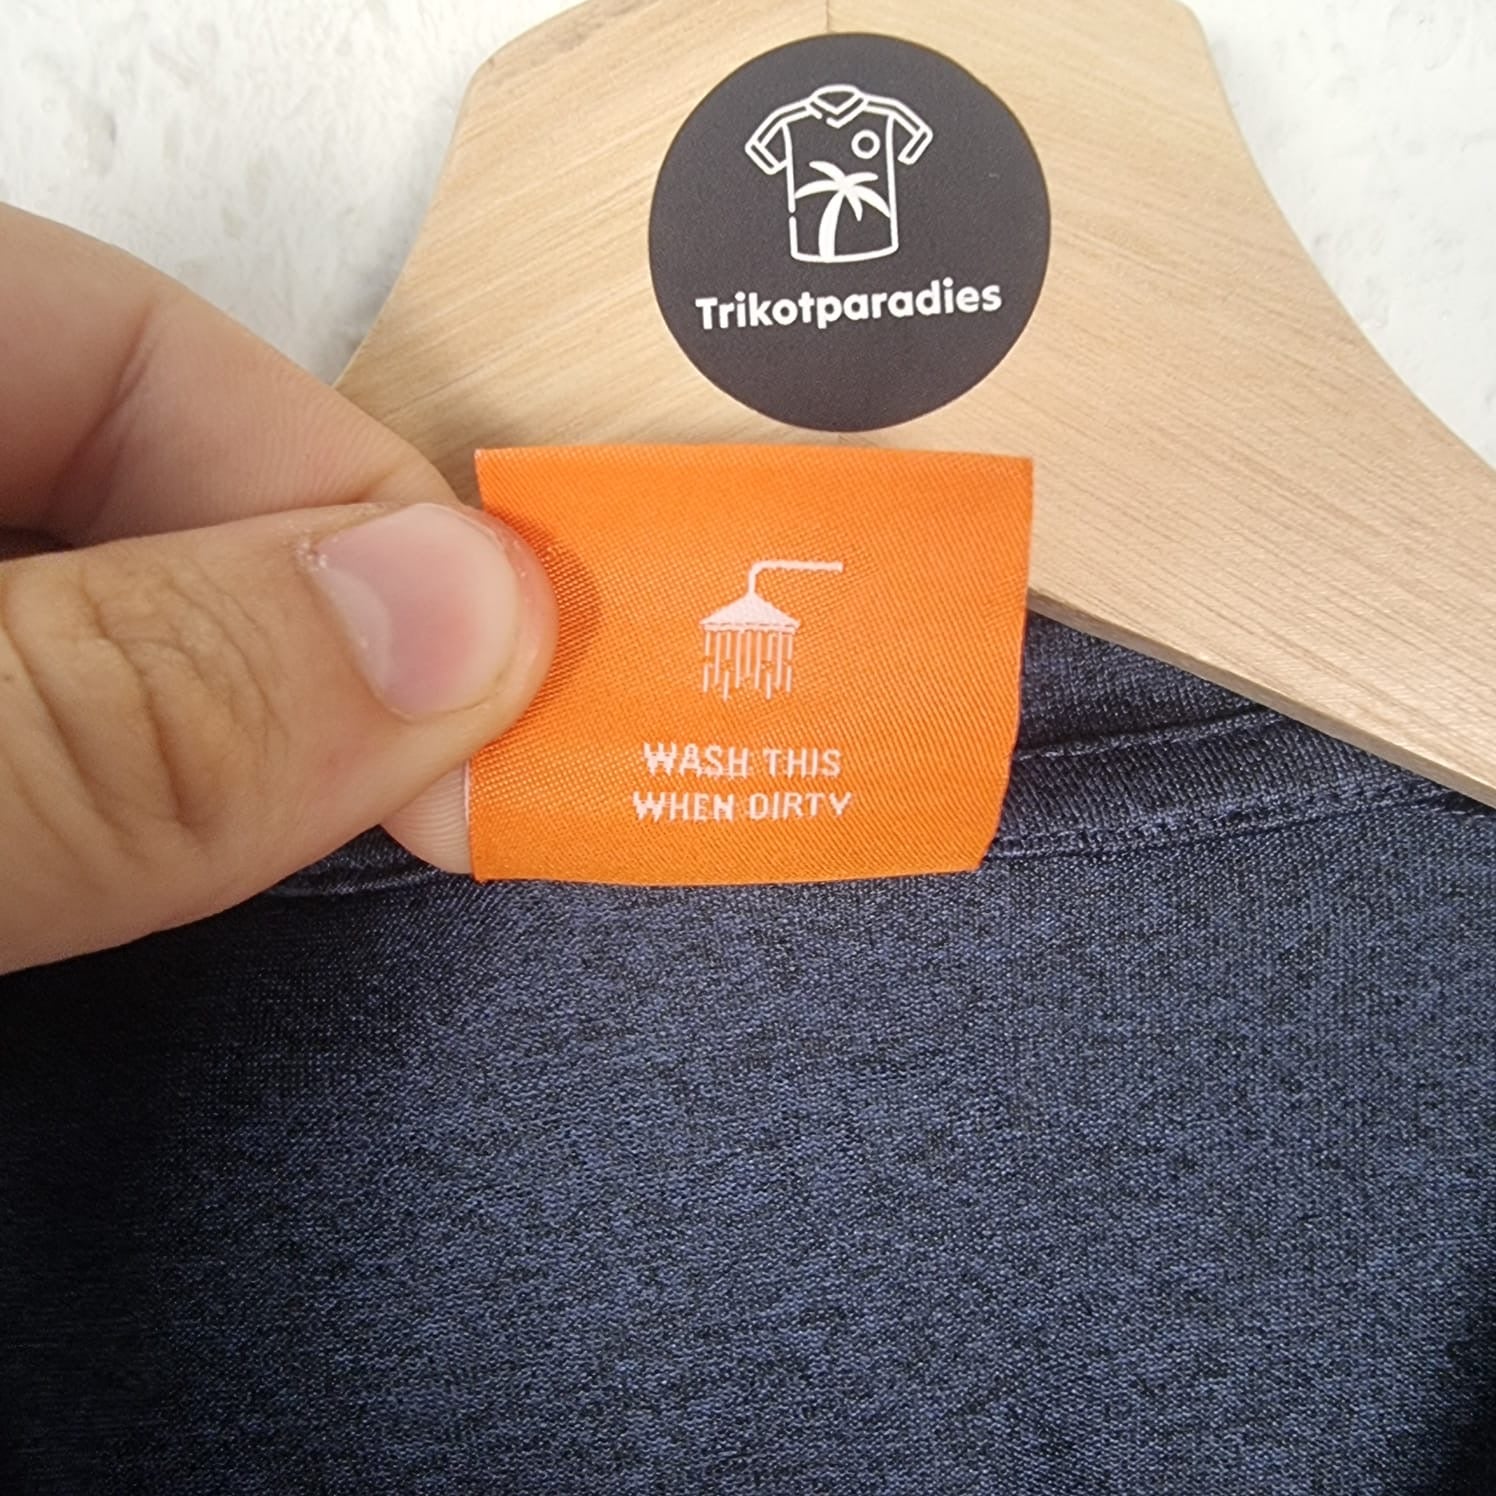 Trikotparadies
WASH THIS
WHEN DIRTY